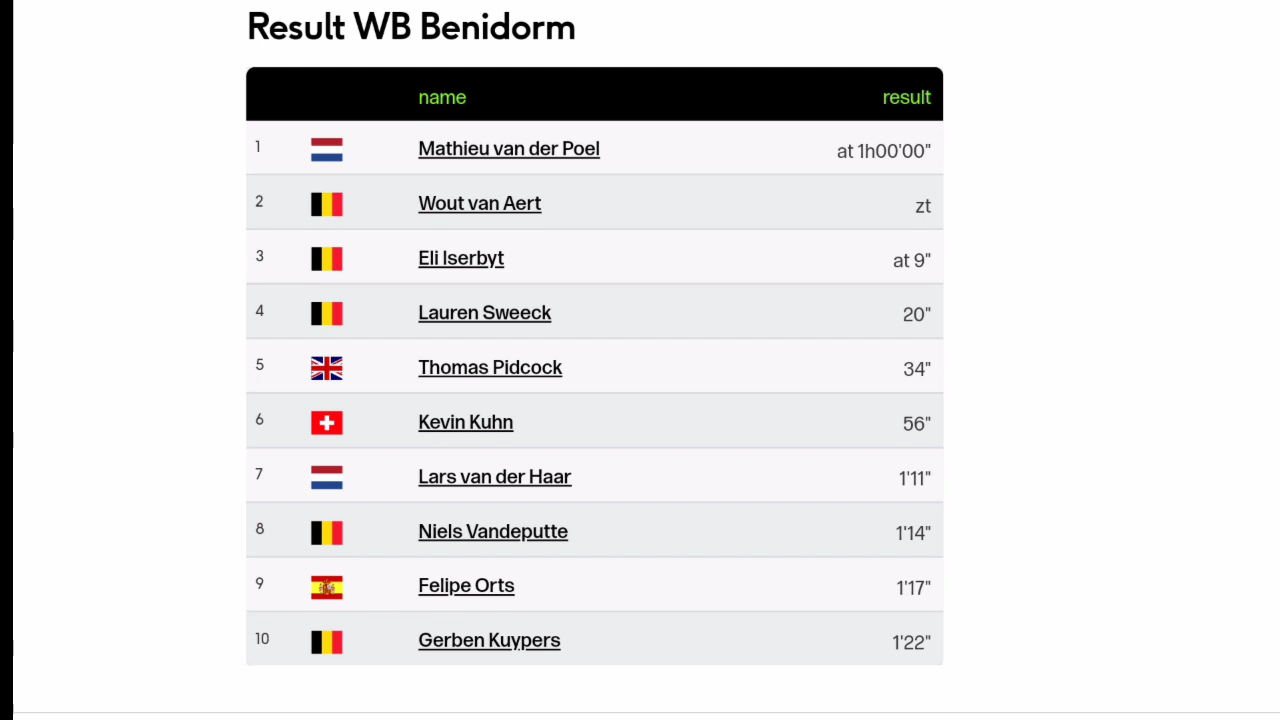 Result WB Benidorm
name result
1 Mathieu van der Poel at 1h00'00"
2 Wout van Aert zt
3 Eli Iserbyt at 9"
4 Lauren Sweeck 20"
5 Thomas Pidcock 34"
6 Kevin Kuhn 56"
7 Lars van der Haar 1'11"
8 Niels Vandeputte 1'14"
9 Felipe Orts 1'17"
10 Gerben Kuypers 1'22"